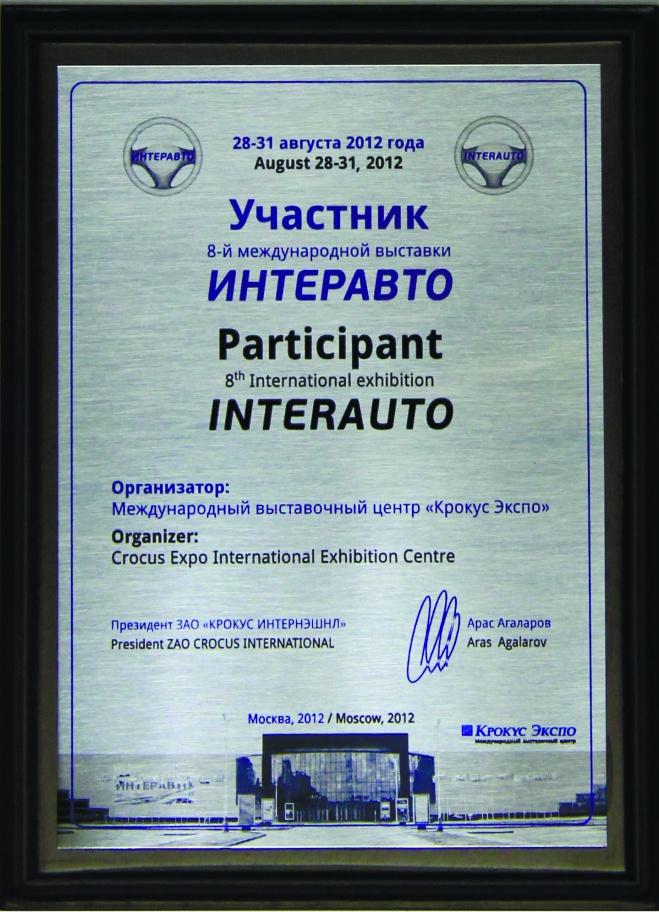 ИНТЕРАВТО
28-31 августа 2012 года
August 28-31, 2012
INTERAUTO
Участник
8-й международной выставки
ИНТЕРАВТО
Participant
8th International exhibition
INTERAUTO
Организатор:
Международный выставочный центр «Крокус Экспо»
Organizer:
Crocus Expo International Exhibition Centre
Президент ЗАО «КРОКУС ИНТЕРНЭШНЛ»
President ZAO CROCUS INTERNATIONAL
Арас Агаларов
Aras Agalarov
Москва, 2012 / Moscow, 2012
Крокус Экспо
Международный выставочный центр
ИНТЕРАВТО